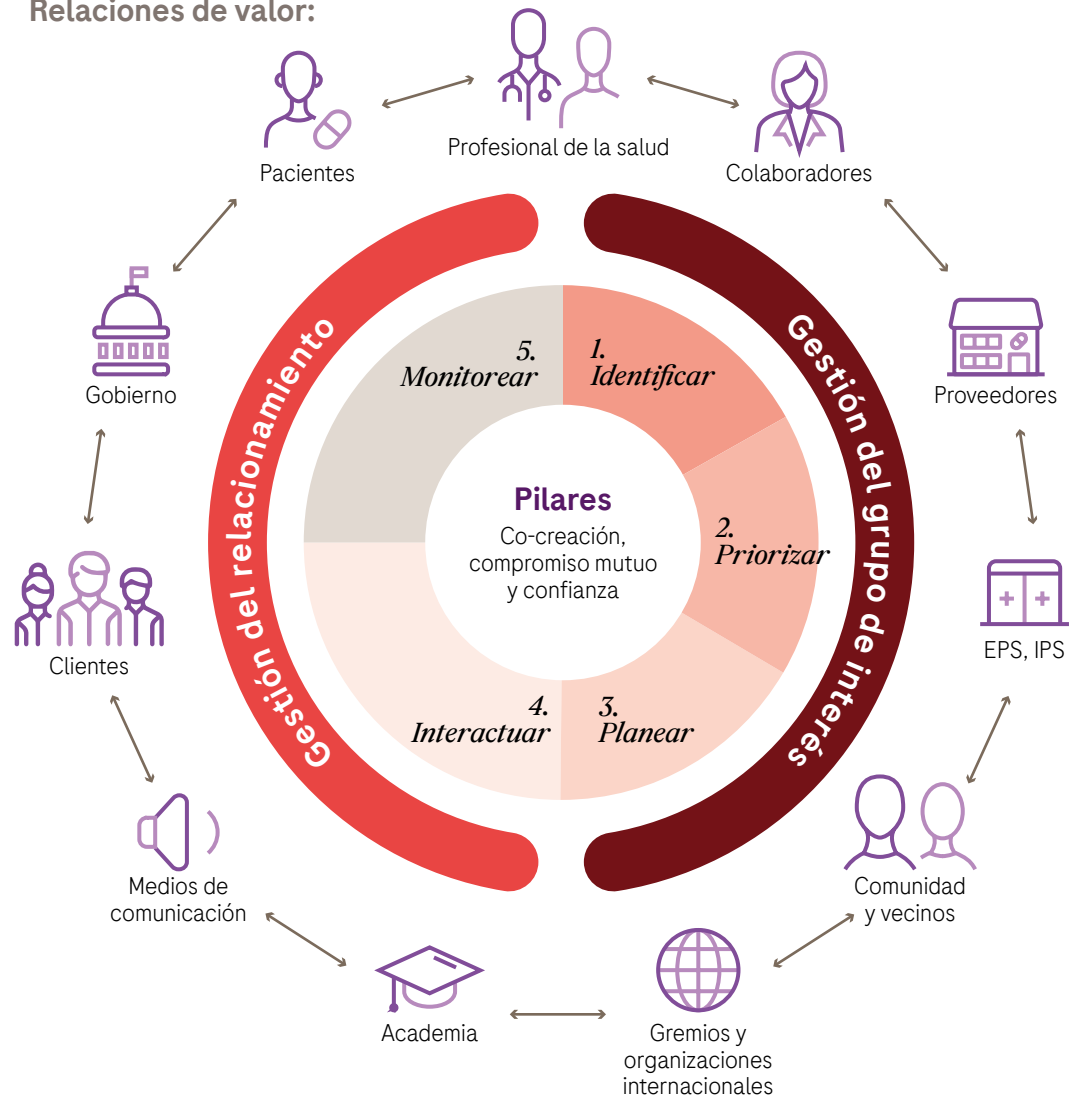 Relaciones de valor:
Profesional de la salud
Pacientes
Colaboradores
Gobierno
Proveedores
Clientes
EPS, IPS
Medios de
comunicación
Comunidad
y vecinos
Academia
Gremios y
organizaciones
internacionales
Gestión del relacionamiento
Gestión del grupo de interés
1.
Identificar
2.
Priorizar
3.
Planear
4.
Interactuar
5.
Monitorear
Pilares
Co-creación,
compromiso mutuo
y confianza